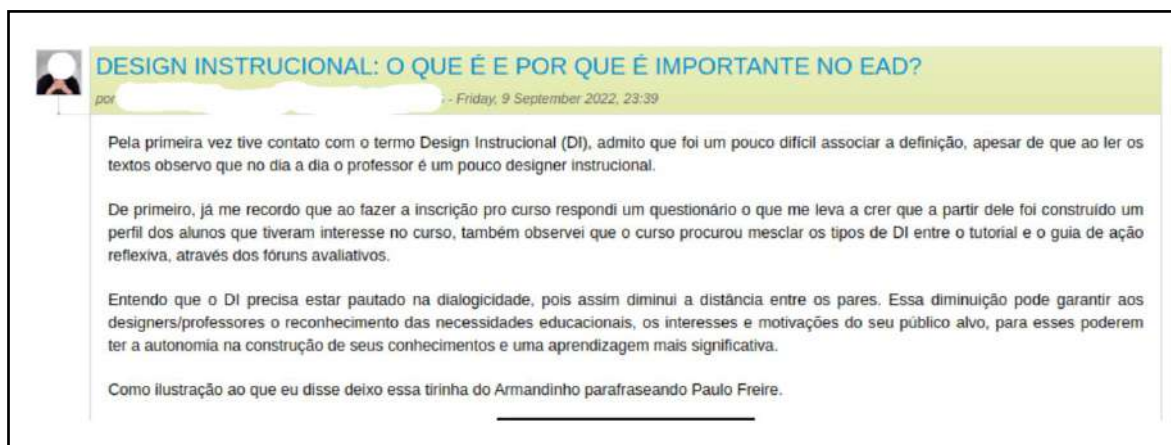 DESIGN INSTRUCIONAL: O QUE É E POR QUE É IMPORTANTE NO EAD?
por - Friday, 9 September 2022, 23:39
Pela primeira vez tive contato com o termo Design Instrucional (DI), admito que foi um pouco difícil associar a definição, apesar de que ao ler os
textos observo que no dia a dia o professor é um pouco designer instrucional.
De primeiro, já me recordo que ao fazer a inscrição pro curso respondi um questionário o que me leva a crer que a partir dele foi construído um
perfil dos alunos que tiveram interesse no curso, também observei que o curso procurou mesclar os tipos de DI entre o tutorial e o guia de ação
reflexiva, através dos fóruns avaliativos.
Entendo que o DI precisa estar pautado na dialogicidade, pois assim diminui a distância entre os pares. Essa diminuição pode garantir aos
designers/professores o reconhecimento das necessidades educacionais, os interesses e motivações do seu público alvo, para esses poderem
ter a autonomia na construção de seus conhecimentos e uma aprendizagem mais significativa.
Como ilustração ao que eu disse deixo essa tirinha do Armandinho parafraseando Paulo Freire.